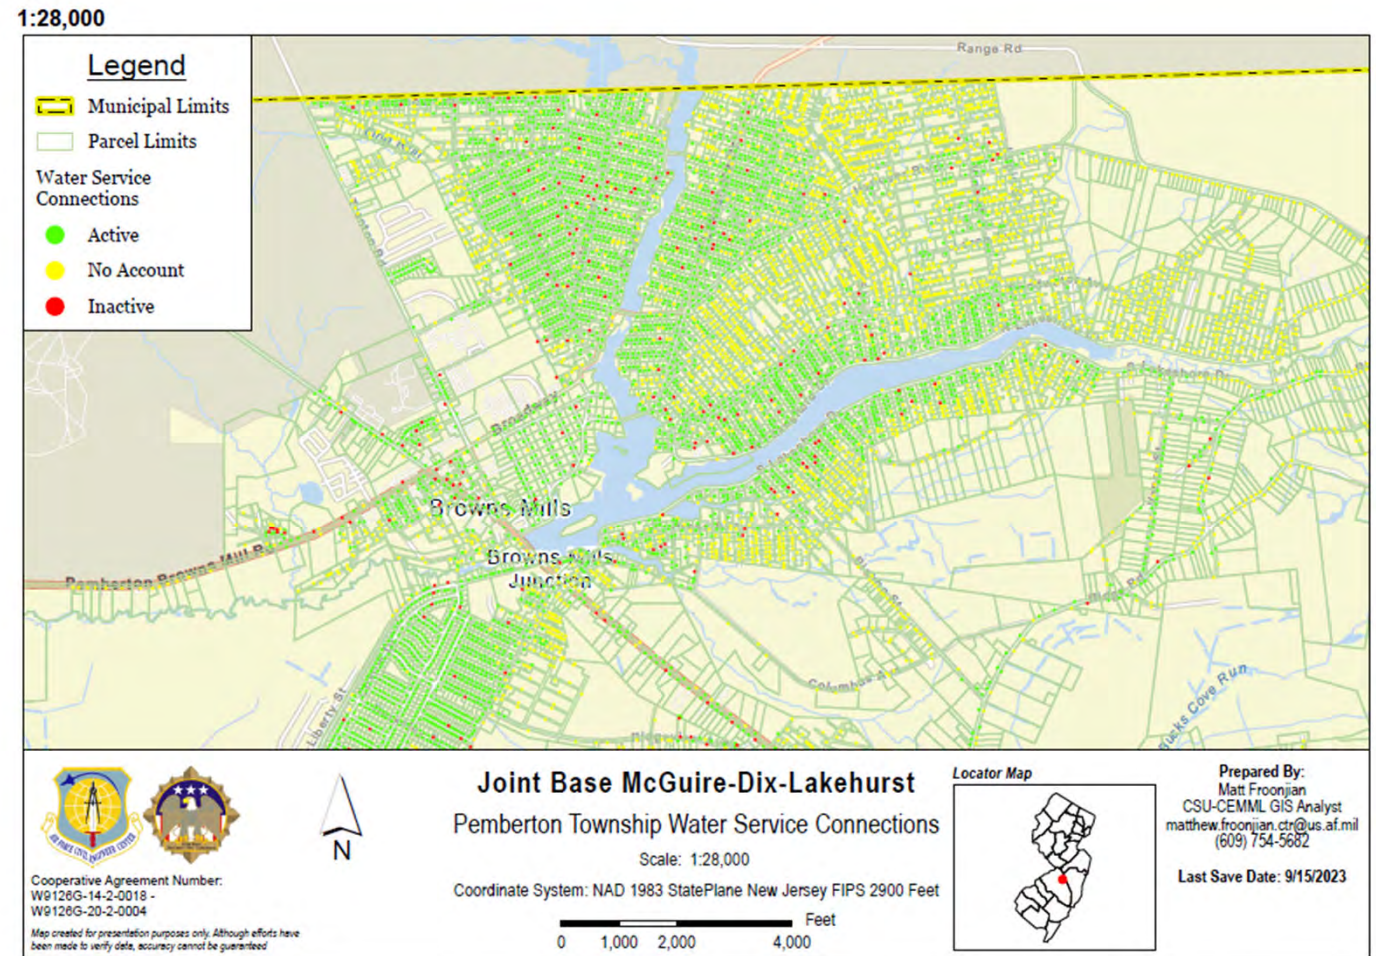 1:28,000
Legend
Municipal Limits
Parcel Limits
Water Service
Connections
Active
No Account
Inactive
Range Rd
Broadway
Browns Mills
Browns Mills
Junction
Pemberton Browns Mill R
S Lakeshore Dr
Liberty St
Columbus A
Bucks Cove Run
Joint Base McGuire-Dix-Lakehurst
Pemberton Township Water Service Connections
Scale: 1:28,000
Coordinate System: NAD 1983 StatePlane New Jersey FIPS 2900 Feet
Feet
0 1,000 2,000 4,000
N
AIR FORCE CIVIL ENGINEER CENTER
Cooperative Agreement Number:
W9126G-14-2-0018 -
W9126G-20-2-0004
Map created for presentation purposes only. Although efforts have
been made to verify data, accuracy cannot be guaranteed
Locator Map
Prepared By:
Matt Froonjian
CSU-CEMML GIS Analyst
matthew.froonjian.ctr@us.af.mil
(609) 754-5682
Last Save Date: 9/15/2023